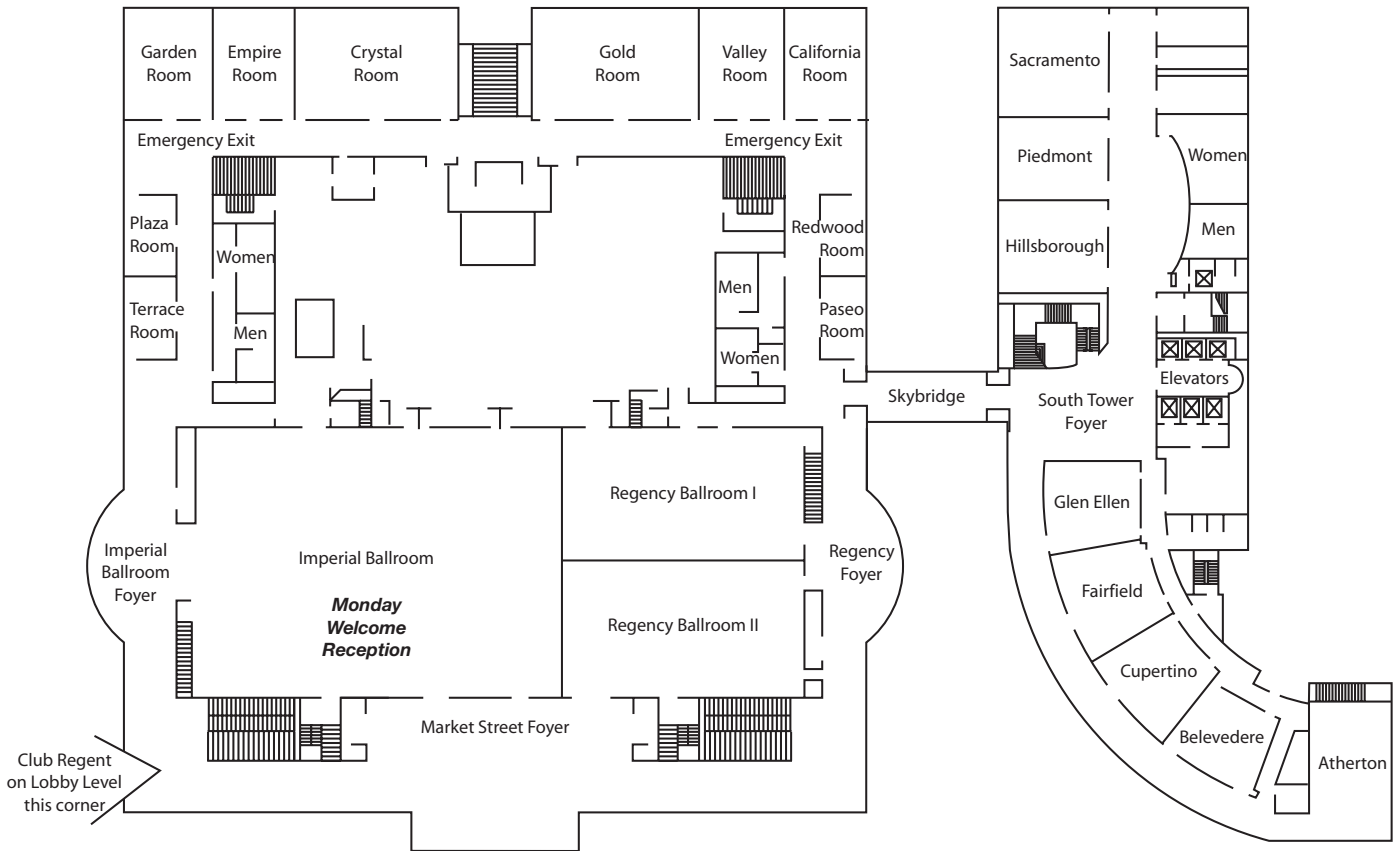 Garden
Room
Empire
Room
Crystal
Room
Gold
Room
Valley
Room
California
Room
Sacramento
Emergency Exit
Emergency Exit
Piedmont
Women
Plaza
Room
Redwood
Room
Hillsborough
Men
Women
Men
Terrace
Room
Men
Paseo
Room
Women
Skybridge
Elevators
South Tower
Foyer
Regency Ballroom I
Glen Ellen
Imperial
Ballroom
Foyer
Imperial Ballroom
Monday
Welcome
Reception
Regency
Foyer
Regency Ballroom II
Fairfield
Cupertino
Market Street Foyer
Belevedere
Atherton
Club Regent
on Lobby Level
this corner